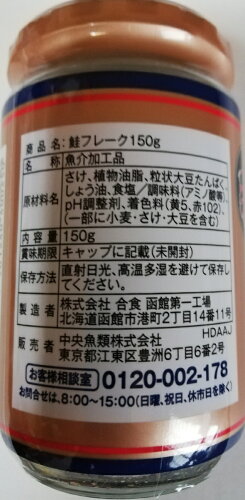 商品名：鮭フレーク150g
名称 魚介加工品
原材料名 さけ、植物油脂、粒状大豆たんぱく、
しょう油、食塩／調味料(アミノ酸等)、
pH調整剤、着色料(黄5、赤102)、
(一部に小麦・さけ・大豆を含む)
内容量 150g
賞味期限 キャップに記載(未開封)
保存方法 直射日光、高温多湿を避けて保存し
てください。
製造者 株式会社 合食 函館第一工場
北海道函館市港町2丁目14番11号
HDAAJ
販売者 中央魚類株式会社
東京都江東区豊洲6丁目6番2号
お客様相談室 0120-002-178
お問合せは、8:00～15:00(日曜、祝日、休市日を除く)